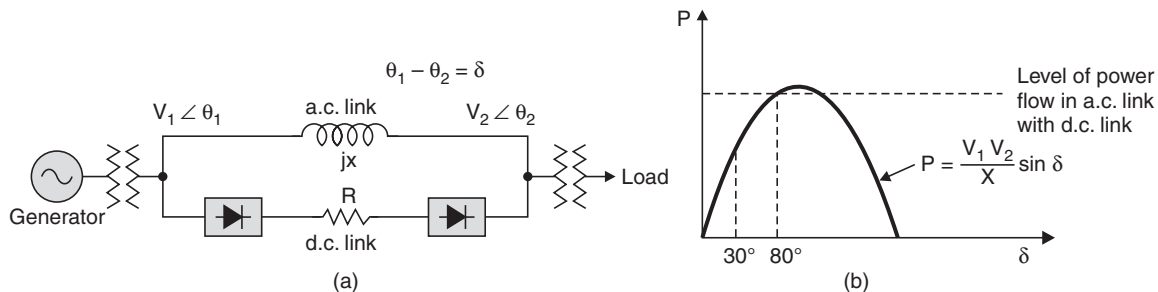 θ1 – θ2 = δ
V1 ∠ θ1
a.c. link
V2 ∠ θ2
jx
Generator
R
Load
d.c. link
(a)
P
Level of power
flow in a.c. link
with d.c. link
P = V1 V2 / X sin δ
30°
80°
δ
(b)